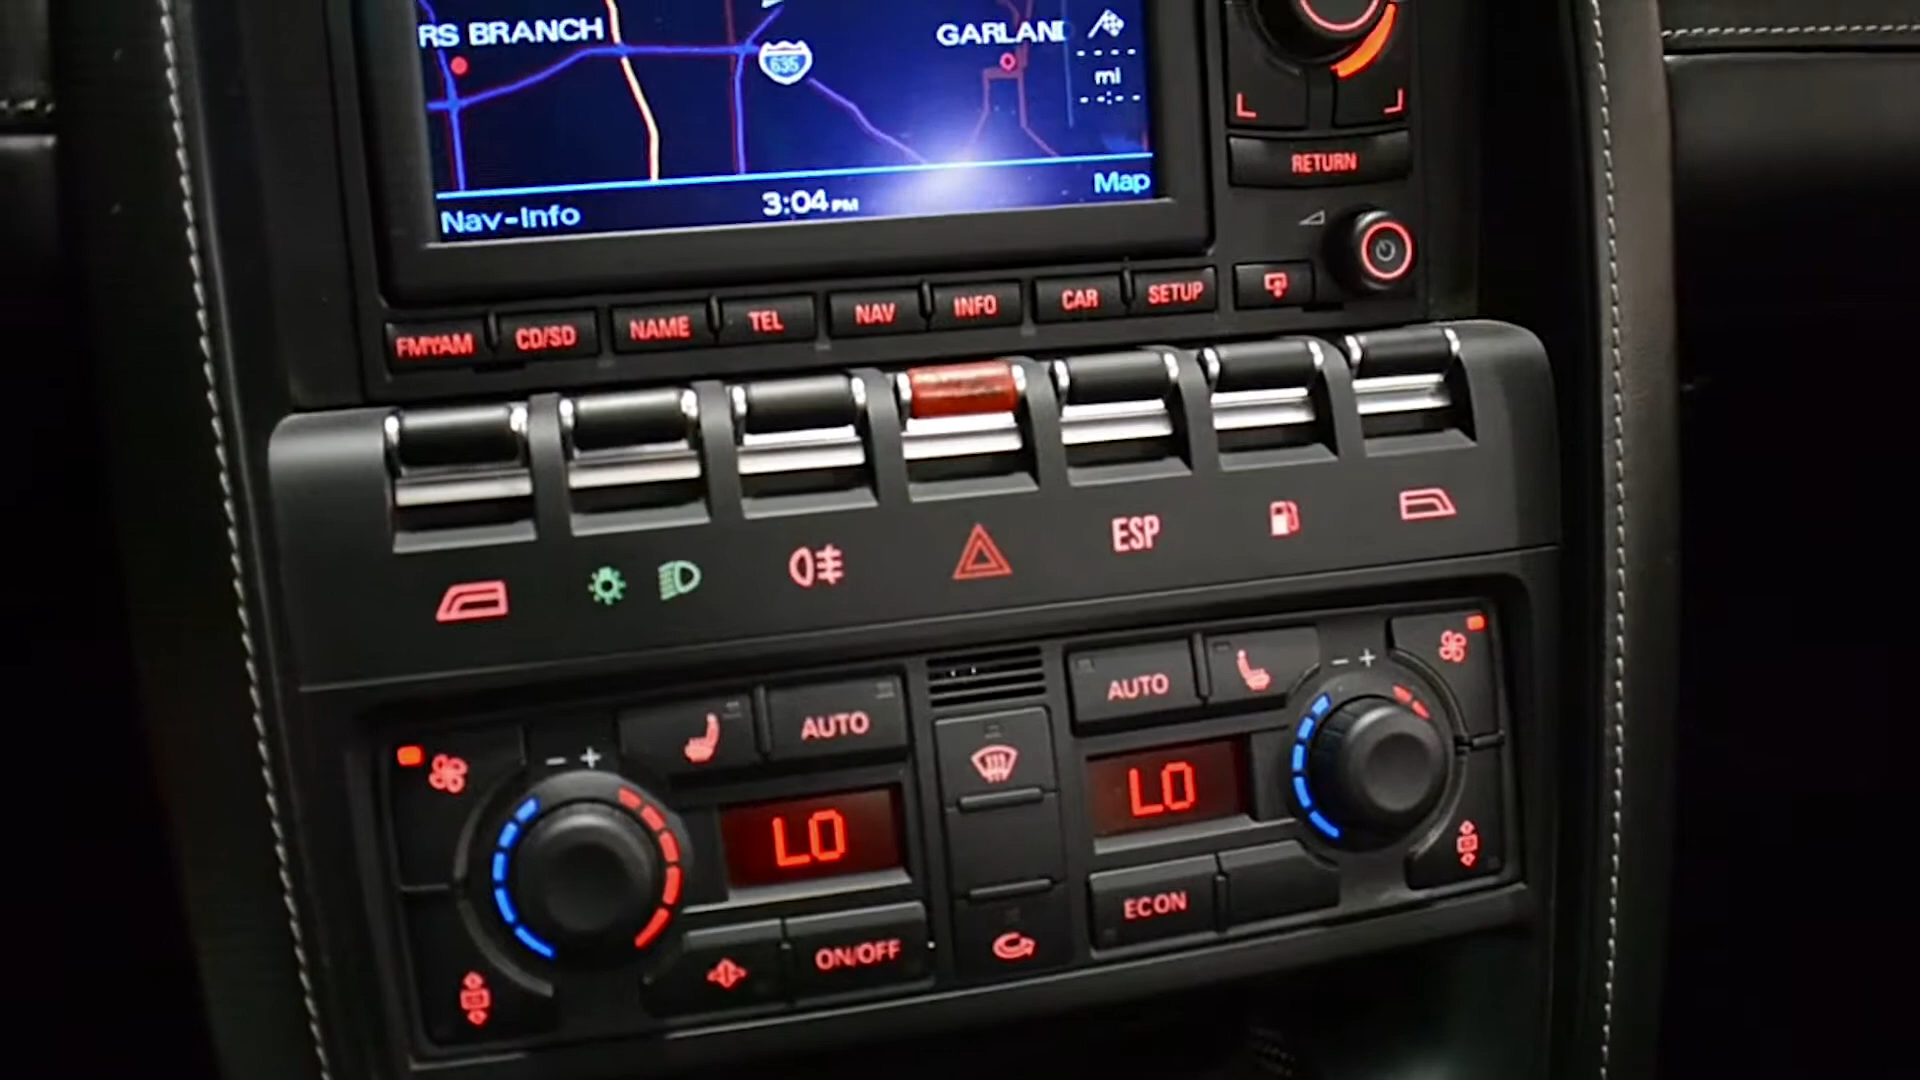 RS BRANCH
GARLAND
635
mi
Nav-Info
3:04 PM
Map
RETURN
FM/AM
CD/SD
NAME
TEL
NAV
INFO
CAR
SETUP
ESP
- +
AUTO
AUTO
- +
LO
LO
ON/OFF
ECON